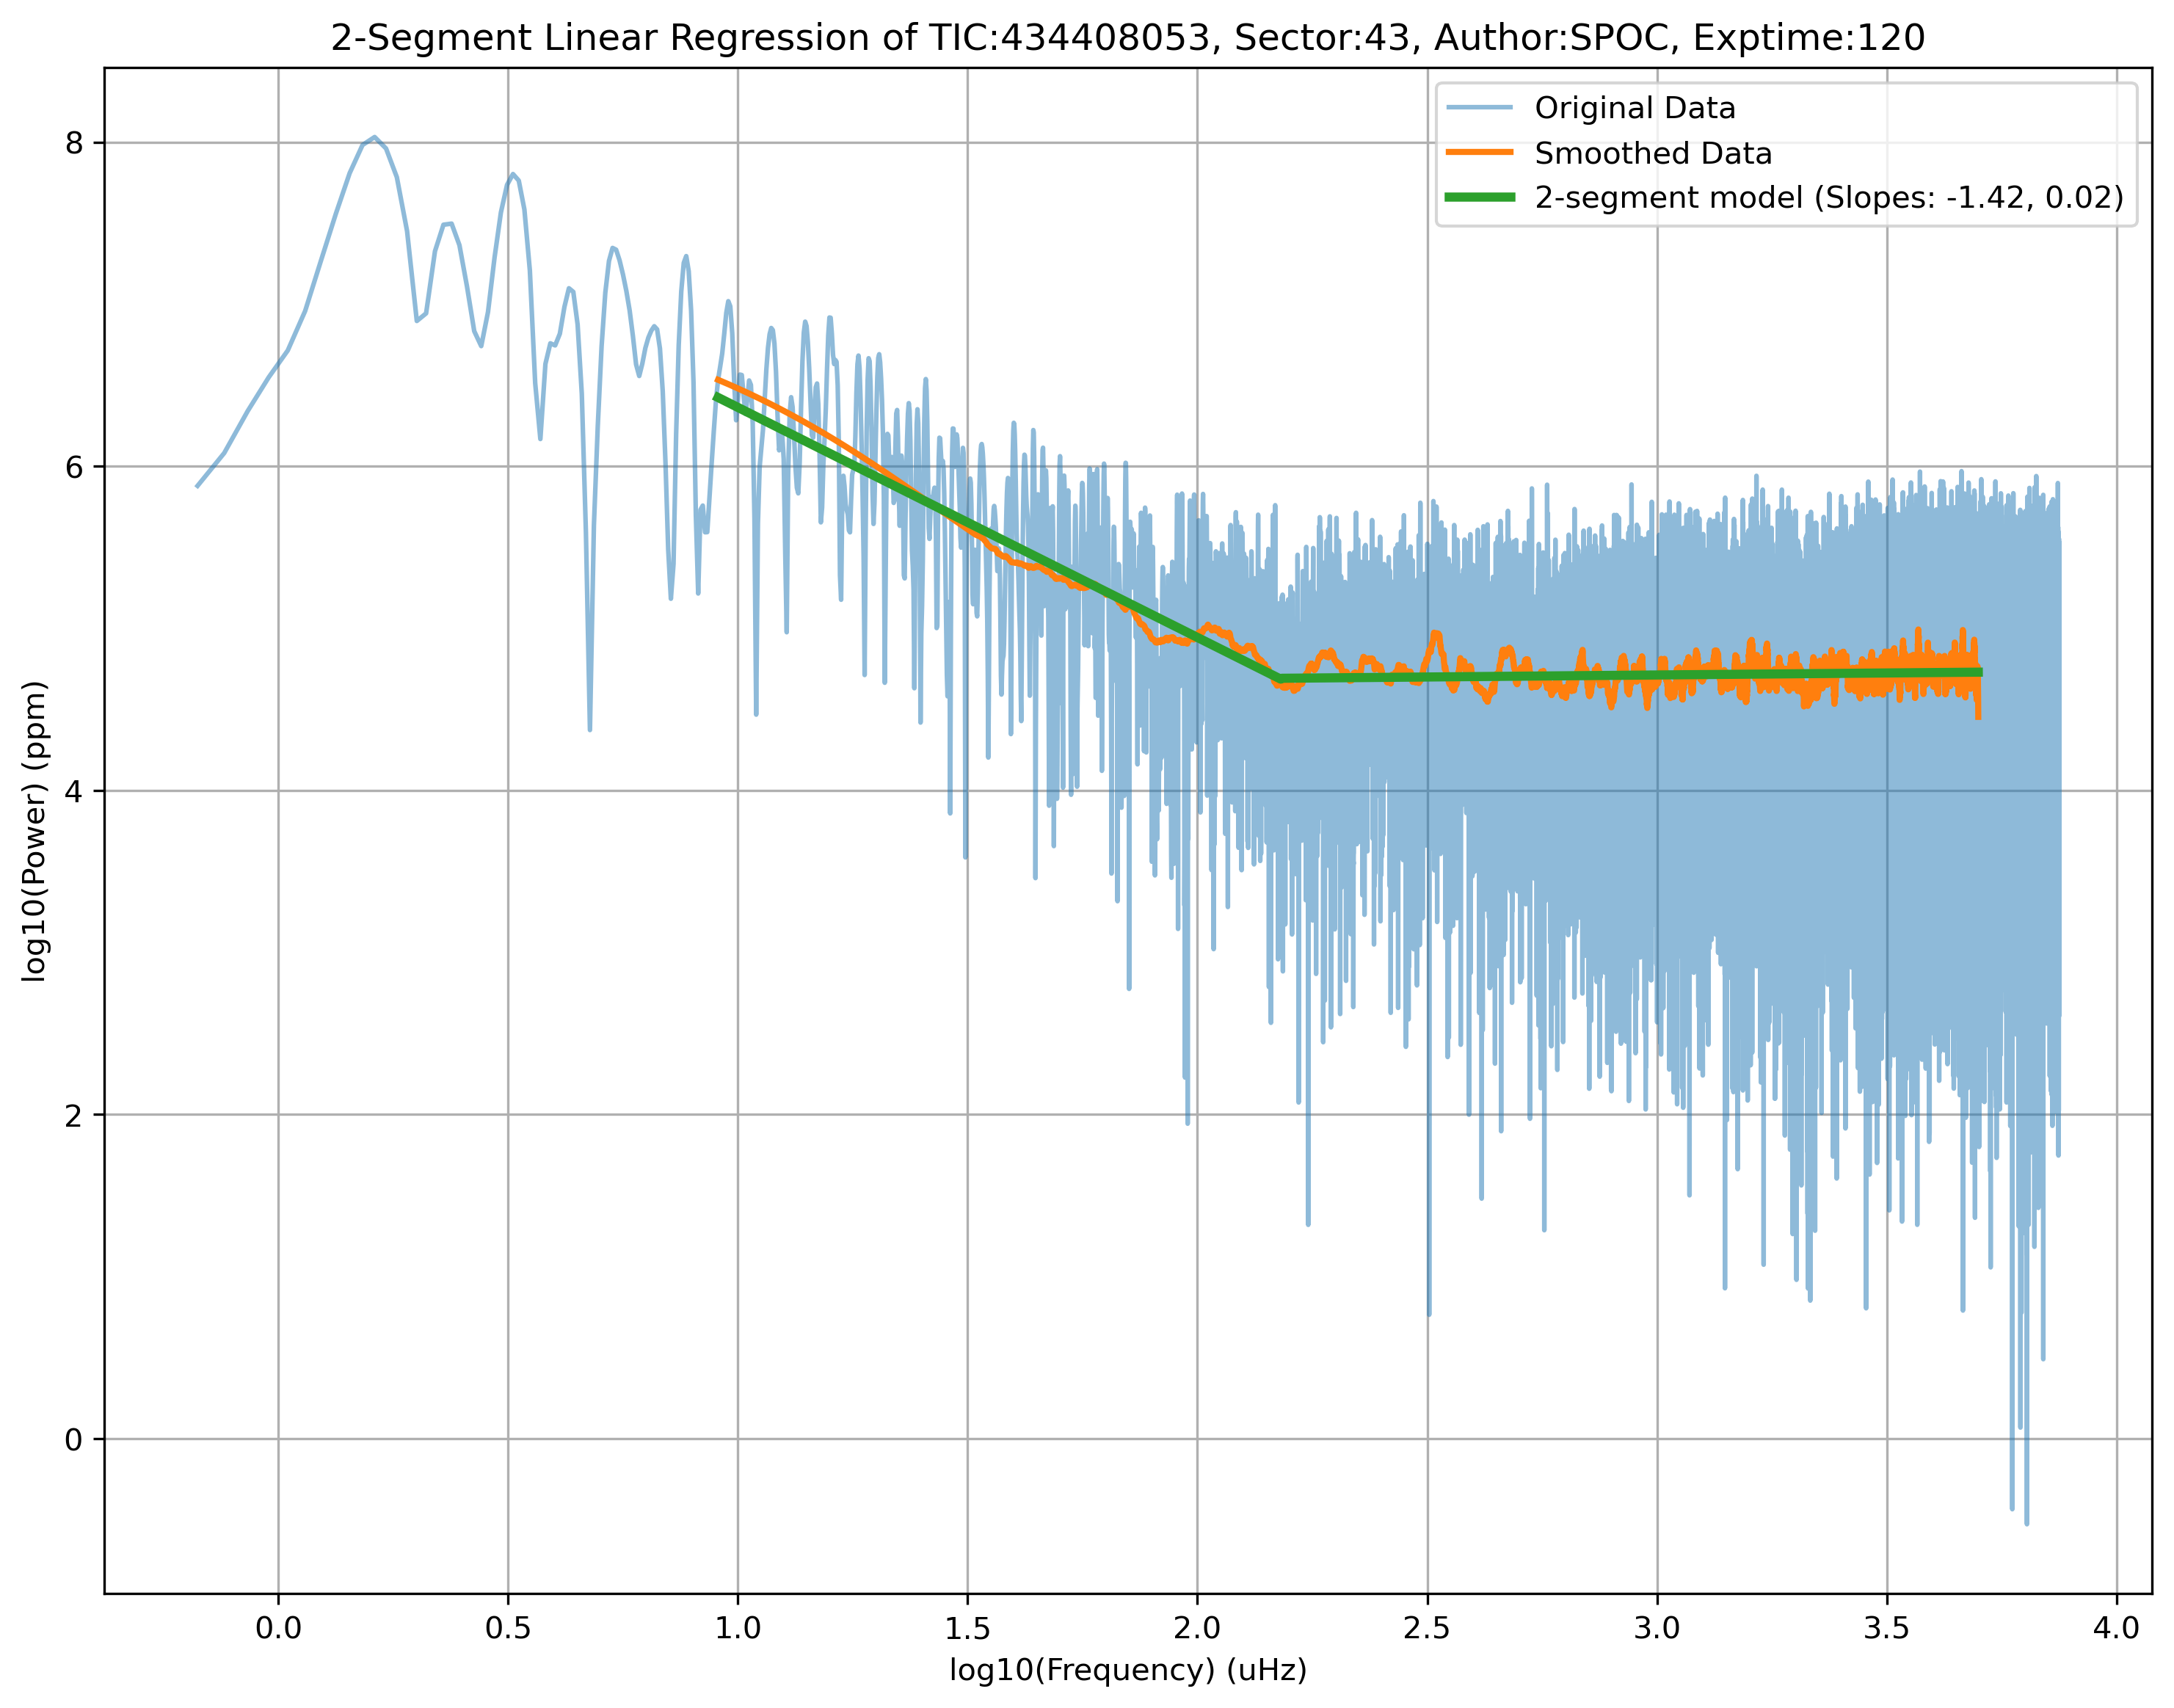 2-Segment Linear Regression of TIC:434408053, Sector:43, Author:SPOC, Exptime:120
Original Data
Smoothed Data
2-segment model (Slopes: -1.42, 0.02)
log10(Power) (ppm)
8
6
4
2
0
0.0 0.5 1.0 1.5 2.0 2.5 3.0 3.5 4.0
log10(Frequency) (uHz)